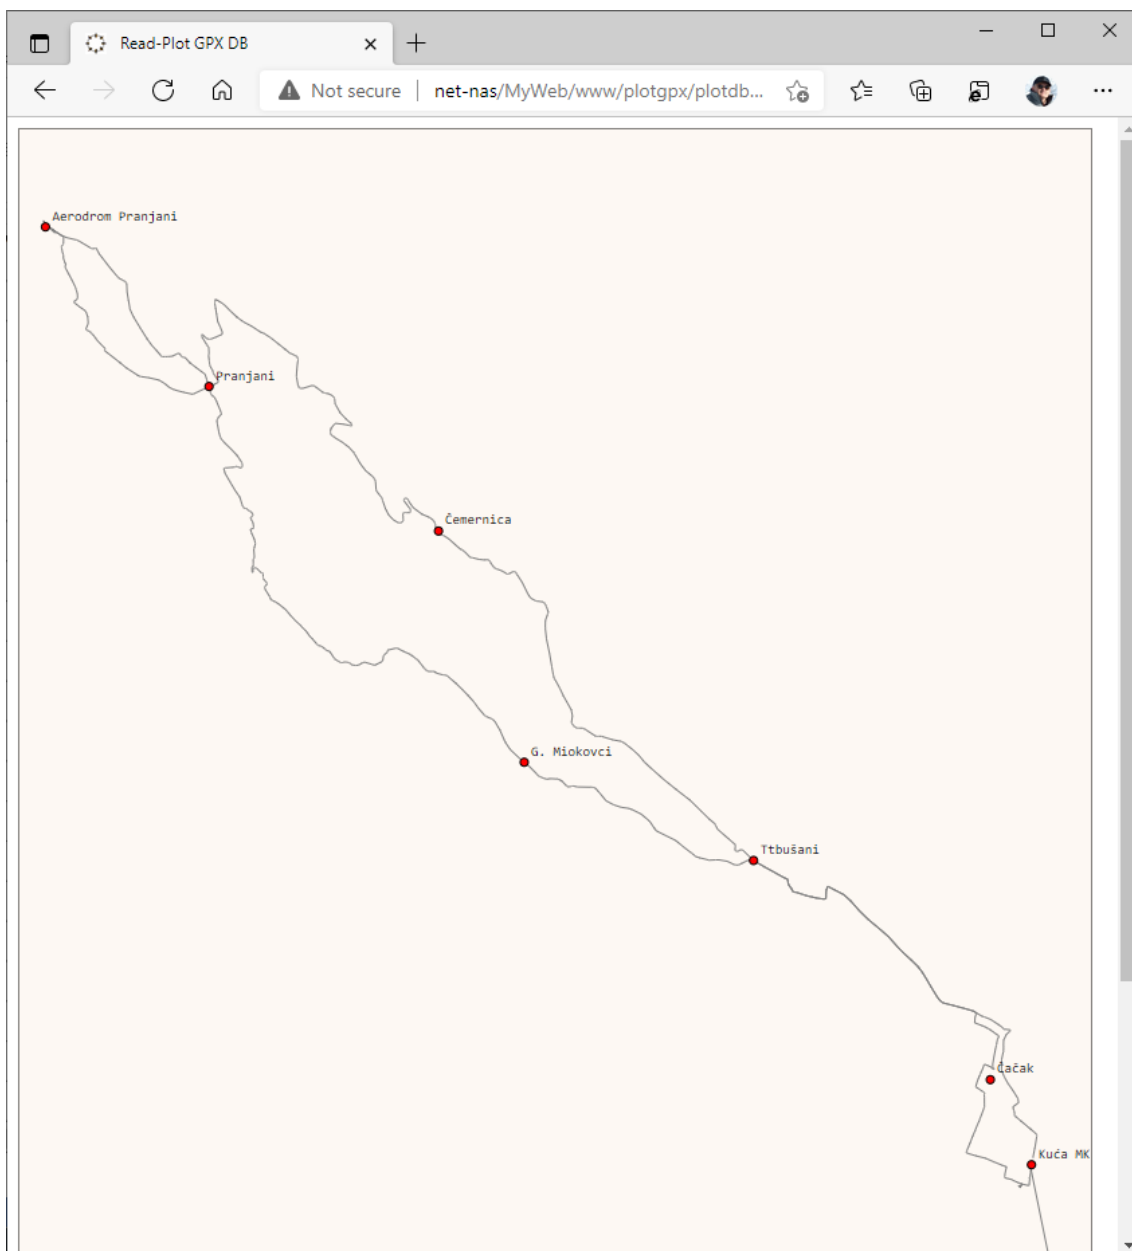 Read-Plot GPX DB
Not secure | net-nas/MyWeb/www/plotgpx/plotdb...
Aerodrom Pranjani
Pranjani
Čemernica
G. Miokovci
Ttbušani
Čačak
Kuća MK